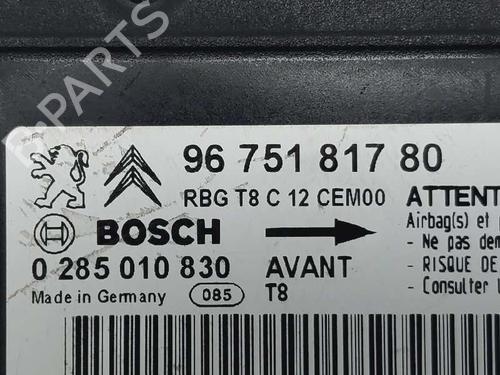 B-PARTS
96 751 817 80
RBG T8 C 12 CEM00
ATTENT
BOSCH
Airbag(s) et
- Ne pas dem
0 285 010 830
AVANT
- RISQUE DE
Made in Germany
085
T8
- Consulter l